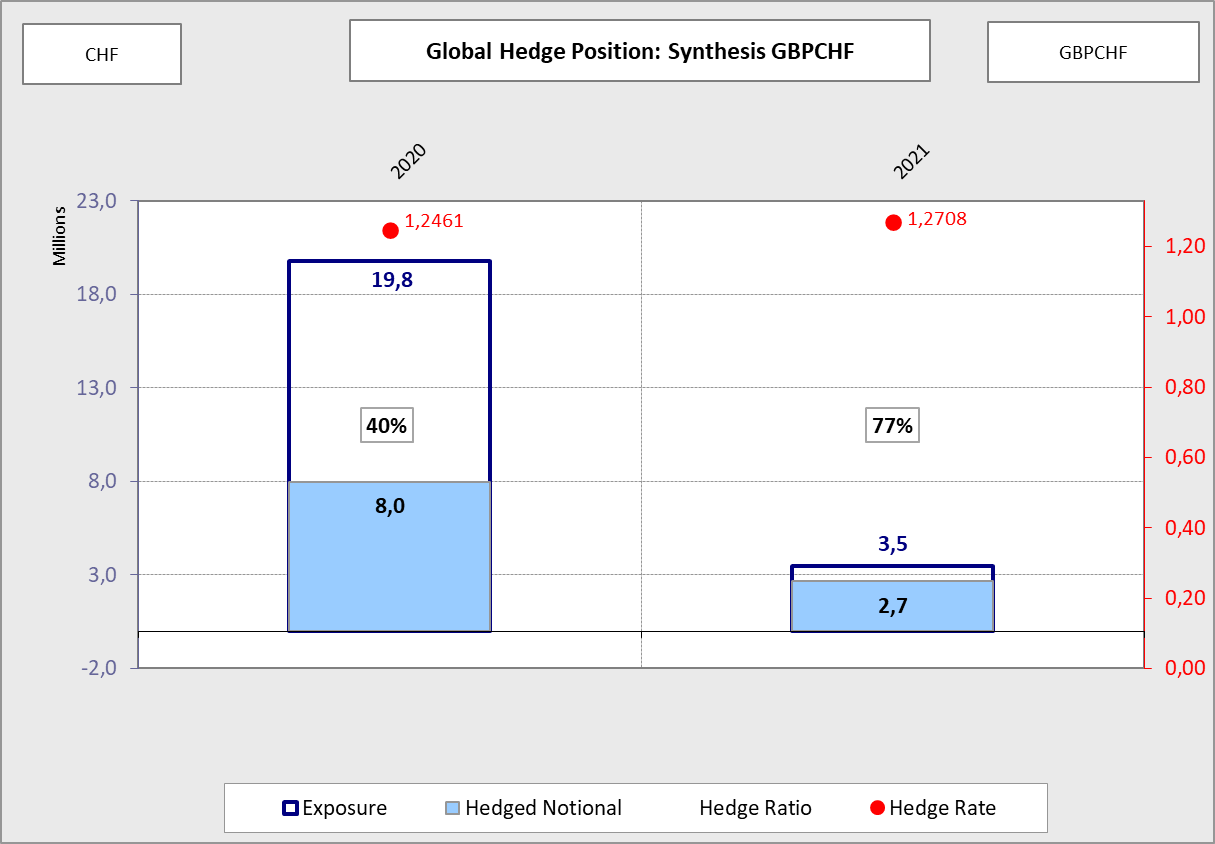 CHF
Global Hedge Position: Synthesis GBPCHF
GBPCHF
2020
2021
Millions
23,0
18,0
13,0
8,0
3,0
-2,0
1,2461
1,2708
19,8
40%
77%
8,0
3,5
2,7
1,20
1,00
0,80
0,60
0,40
0,20
0,00
Exposure
Hedged Notional
Hedge Ratio
Hedge Rate